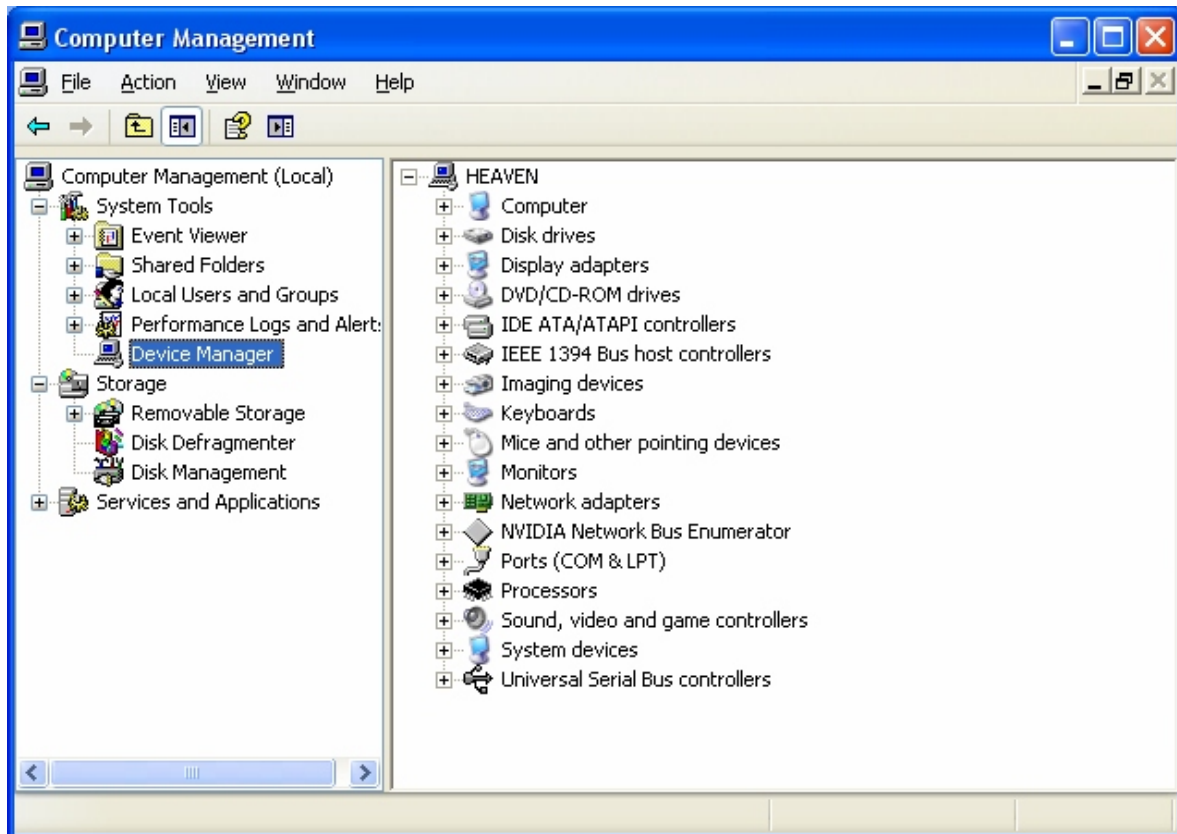 Computer Management
File Action View Window Help
Computer Management (Local)
System Tools
Event Viewer
Shared Folders
Local Users and Groups
Performance Logs and Alert
Device Manager
Storage
Removable Storage
Disk Defragmenter
Disk Management
Services and Applications
HEAVEN
Computer
Disk drives
Display adapters
DVD/CD-ROM drives
IDE ATA/ATAPI controllers
IEEE 1394 Bus host controllers
Imaging devices
Keyboards
Mice and other pointing devices
Monitors
Network adapters
NVIDIA Network Bus Enumerator
Ports (COM & LPT)
Processors
Sound, video and game controllers
System devices
Universal Serial Bus controllers